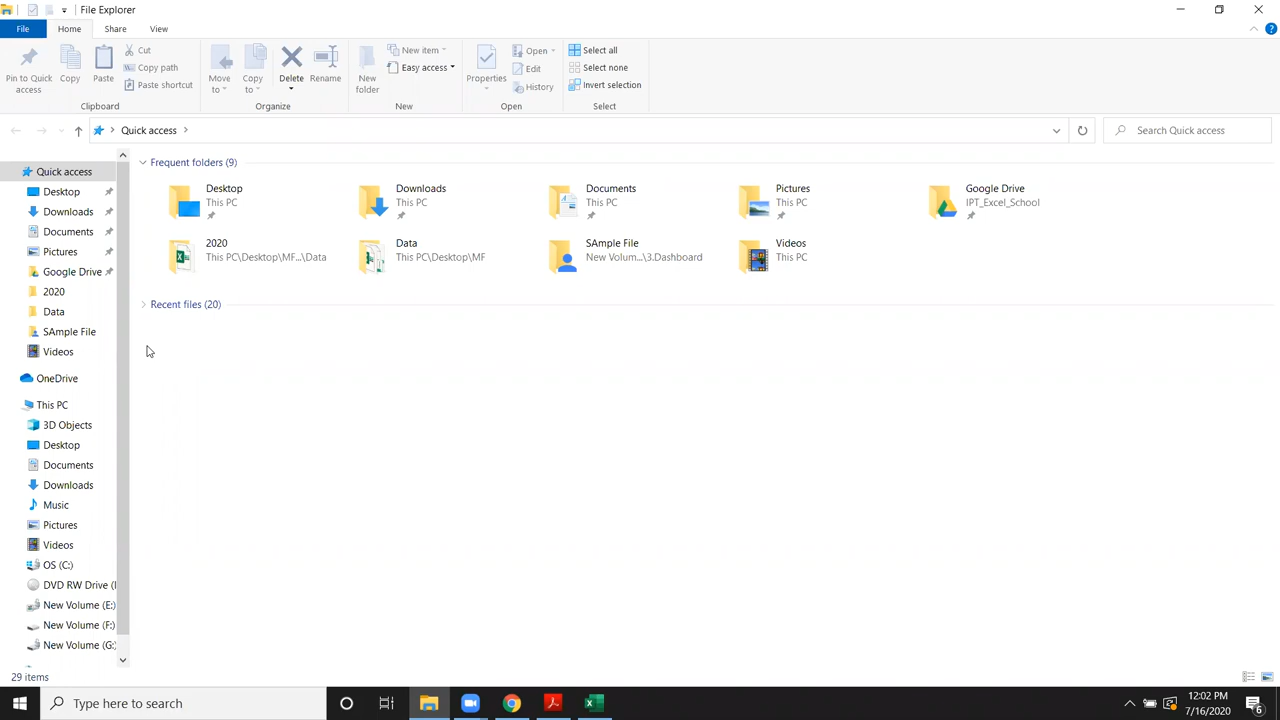 File Explorer
File
Home
Share
View
Pin to Quick access
Copy
Paste
Cut
Copy path
Paste shortcut
Clipboard
Move to
Copy to
Delete
Rename
Organize
New folder
New item
Easy access
New
Properties
Open
Edit
History
Open
Select all
Select none
Invert selection
Select
Quick access
Search Quick access
Quick access
Desktop
Downloads
Documents
Pictures
Google Drive
2020
Data
SAmple File
Videos
OneDrive
This PC
3D Objects
Desktop
Documents
Downloads
Music
Pictures
Videos
OS (C:)
DVD RW Drive (
New Volume (E:)
New Volume (F:)
New Volume (G:)
Frequent folders (9)
Desktop
This PC
Downloads
This PC
Documents
This PC
Pictures
This PC
Google Drive
IPT_Excel_School
2020
This PC\Desktop\MF...\Data
Data
This PC\Desktop\MF
SAmple File
New Volum...\3.Dashboard
Videos
This PC
Recent files (20)
29 items
Type here to search
12:02 PM
7/16/2020
6